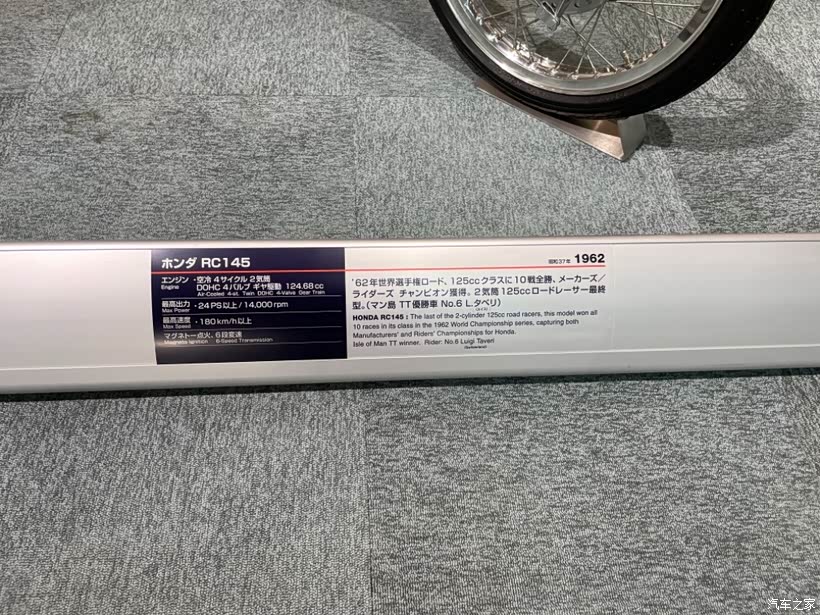 ホンダ RC145
エンジン・空冷 4サイクル 2気筒
Engine DOHC 4バルブ ギヤ駆動 124.68 cc
Air-Cooled 4-st. Twin DOHC 4-Valve Gear Train
最高出力・24 PS以上 / 14,000 rpm
Max Power
最高速度・180 km/h以上
Max Speed
マグネトー点火、6段変速
Magneto Ignition 6-Speed Transmission
昭和37年 1962
'62年世界選手権ロード、125ccクラスに10戦全勝、メーカーズ/
ライダーズ チャンピオン獲得。2気筒125ccロードレーサー最終
型。(マン島 TT優勝車 No.6 L.タベリ)
HONDA RC145 : The last of the 2-cylinder 125cc road racers, this model won all
10 races in its class in the 1962 World Championship series, capturing both
Manufacturers' and Riders' Championships for Honda.
Isle of Man TT winner. Rider: No.6 Luigi Taveri
汽车之家